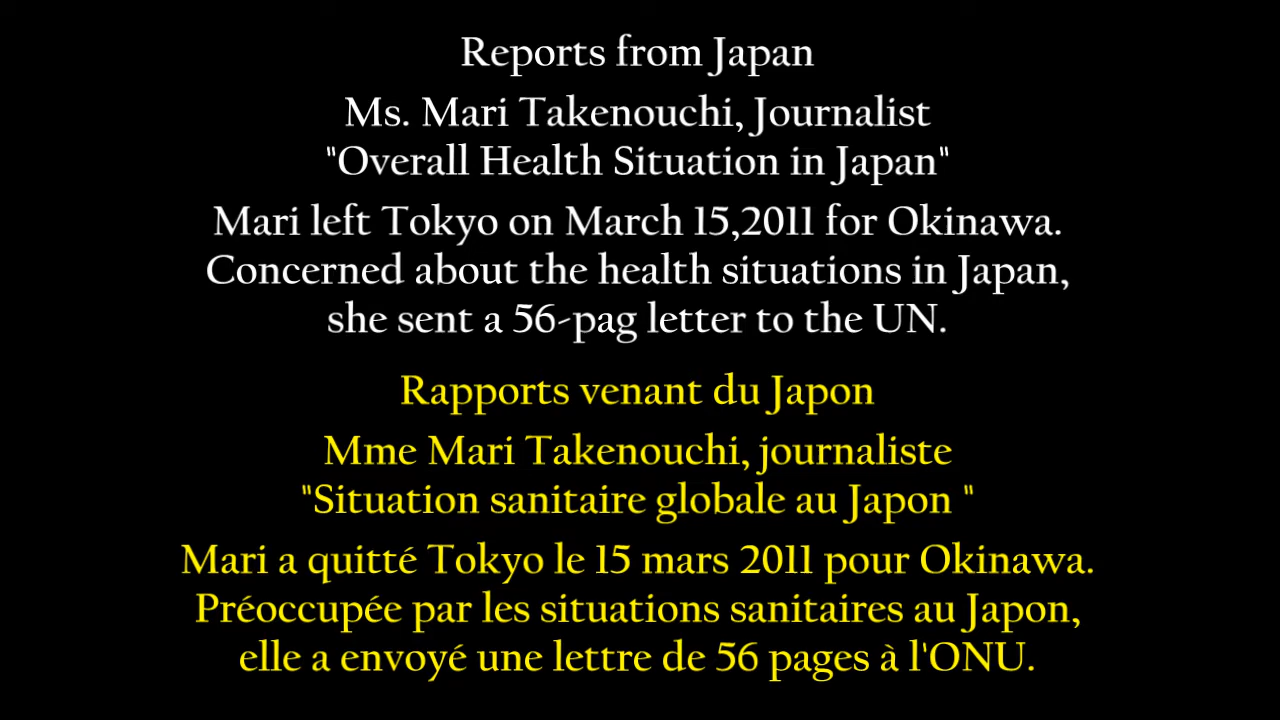 Reports from Japan
Ms. Mari Takenouchi, Journalist
"Overall Health Situation in Japan"
Mari left Tokyo on March 15,2011 for Okinawa.
Concerned about the health situations in Japan,
she sent a 56-pag letter to the UN.
Rapports venant du Japon
Mme Mari Takenouchi, journaliste
"Situation sanitaire globale au Japon "
Mari a quitté Tokyo le 15 mars 2011 pour Okinawa.
Préoccupée par les situations sanitaires au Japon,
elle a envoyé une lettre de 56 pages à l'ONU.